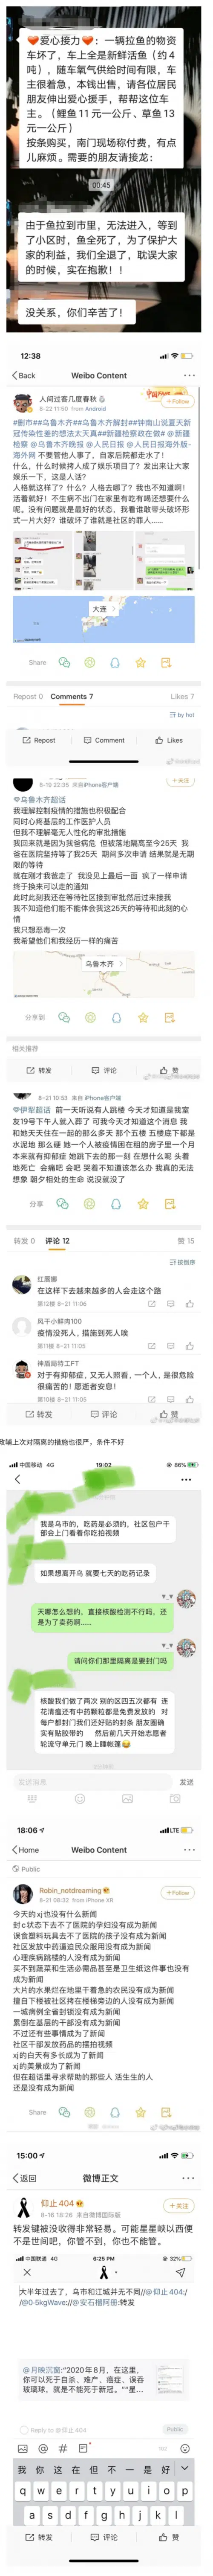 ❤️爱心接力❤️：一辆拉鱼的物资
车坏了，车上全是新鲜活鱼（约4
吨），随车氧气供给时间有限，车
主很着急，本钱出售，请各位居民
朋友伸出爱心援手，帮帮这位车
主。（鲤鱼11元一公斤、草鱼13
元一公斤）
按条购买，南门现场称付费，有点
儿麻烦。需要的朋友请接龙：
00:45
由于鱼拉到市里，无法进入，等到
了小区时，鱼全死了，为了保护大
家的利益，我们全退了，耽误大家
的时候，实在抱歉！！
没关系，你们辛苦了！
12:38
Back
Weibo Content
人间过客几度春秋
8-22 11:50 from Android
+Follow
#删市##乌鲁木齐##乌鲁木齐解封##钟南山说夏天新
冠传染性差的想法太天真##新疆检察故在做# @新疆
检察 @乌鲁木齐晚报 @人民日报 @人民日报海外版-
海外网 不要管他人事了，自家后院都走水了！
什么，什么时候拷人成了娱乐项目了？发出来让大家
娱乐一下，这是人话？
人格就这样了？什么？人格去哪了？我也不知道啊！
活着就好！不生病不出门在家里有吃有喝还想要什么
呢。没有问题就是最好的状态，我看谁敢带头破坏形
式一片大好？谁破坏了谁就是社区的罪人......
大连
Share
Repost 0
Comments 7
Likes 7
by hot
Repost
Comment
Likes
8-19 22:35 来自iPhone客户端
+关注
乌鲁木齐超话
我理解控制疫情的措施也积极配合
同时心疼基层的工作医护人员
但我不理解毫无人性化的审批措施
我回来就是因为我爸病危 但被落地隔离至今25天 我
爸在医院坚持等了我25天 期间多次申请 结果就是无期
限的等待
就在刚才我爸走了 我没见上最后一面 疯了一样申请
终于换来可以走的通知
此时此刻我还在等待社区接到审批然后过来接我
我不知道他们能不能体会我这25天的等待和此刻的心
情
我只想恶毒一次
我希望他们和我经历一样的痛苦
乌鲁木齐
分享到
相关推荐
转发
评论
赞
8-21 10:53 来自 iPhone客户端
伊犁超话 前一天听说有人跳楼 今天才知道是我室
友19号下午人就入葬了 可我今天才知道这个消息 我
和她天天住在一起的那么多天 那个五楼 五楼底下都是
水泥地 那么硬 她一个人被疫情困在租的房子里一个月
本来就有抑郁症 她跳下去的那一刻 在想什么呢 头着
地死亡 会痛吧 会吧 哭着不知道该怎么办 我真的无法
想象 朝夕相处的生命 说没就没了
分享
转发 0
评论 12
赞 15
按倒序
红薇娜
在这样下去越来越多的人会走这个路
第12楼 8-21 11:06
风干小鲜肉100
疫情没死人，措施到死人唉
第11楼 8-21 11:05
神盾局特工FT
对于有抑郁症，又无人照看，一个人，是很危险
很痛苦的！愿逝者安息！
第10楼 8-21 11:05
转发
评论
赞
政辅上次对隔离的措施也很严。条件不好
中国移动 4G
19:02
86%
我是乌市的，吃药是必须的，社区包户干
部会上门看着你吃拍视频
如果想离开乌 就要七天的吃药记录
天哪怎么想的，直接核酸检测不行吗，还
是为了卖药啊......
请问你们那里隔离是要封门吗
核酸我们做了两次 别的区四五次都有 连
花清瘟还有中药颗粒都是免费发放的 对
每户都封门我们还好贴的封条 朋友圈确
实有贴胶带的 然后前几天开始志愿者
轮流守单元门 晚上睡帐篷
发送消息
发送
18:06
LTE
Home
Weibo Content
Public
Robin_notdreaming
8-21 08:32 from iPhone XR
+Follow
今天的xj也没有什么新闻
封c状态下去不了医院的孕妇没有成为新闻
误食塑料玩具去不了医院的孩子没有成为新闻
社区发放中药逼迫民众服用没有成为新闻
心理疾病跳楼的人没有成为新闻
买不到蔬菜和生活必需品甚至是卫生纸这件事也没有
成为新闻
大片的水果烂在地里干着急的农民没有成为新闻
擅自下楼被社区拷在楼梯旁边的人没有成为新闻
一城病例全省封锁没有成为新闻
累倒在基层的干部没有成为新闻
不过还有些事情成为了新闻
社区干部发放药品的摆拍视频
xj的白天有多长成为了新闻
xj的美景成为了新闻
但在超话里寻求帮助的那些人 活生生的人
还是没有成为新闻
Share
15:00
返回
微博正文
仰止404
8-16 18:26 来自微博国际版
+关注
转发键被没收得非常轻易。可能星星峡以西便
不是世间吧，你管不到，你也不能管。
中国联通 4G
6:25 PM
32%
大半年过去了，乌市和江城并无不同//@仰止404:/
/@0-5kgWave://@安石榴阿册:转发
@月映沉窗：“2020年8月，在这里，
你可以死于自杀、难产、癌症、误吞
玻璃球，就是不能死于新冠。”“星...
Reply to @仰止 404
Public
我 你 这 在 但 不 一 是 好
q w e r t y u i o p
a s d f g h j k l
转发
评论
赞